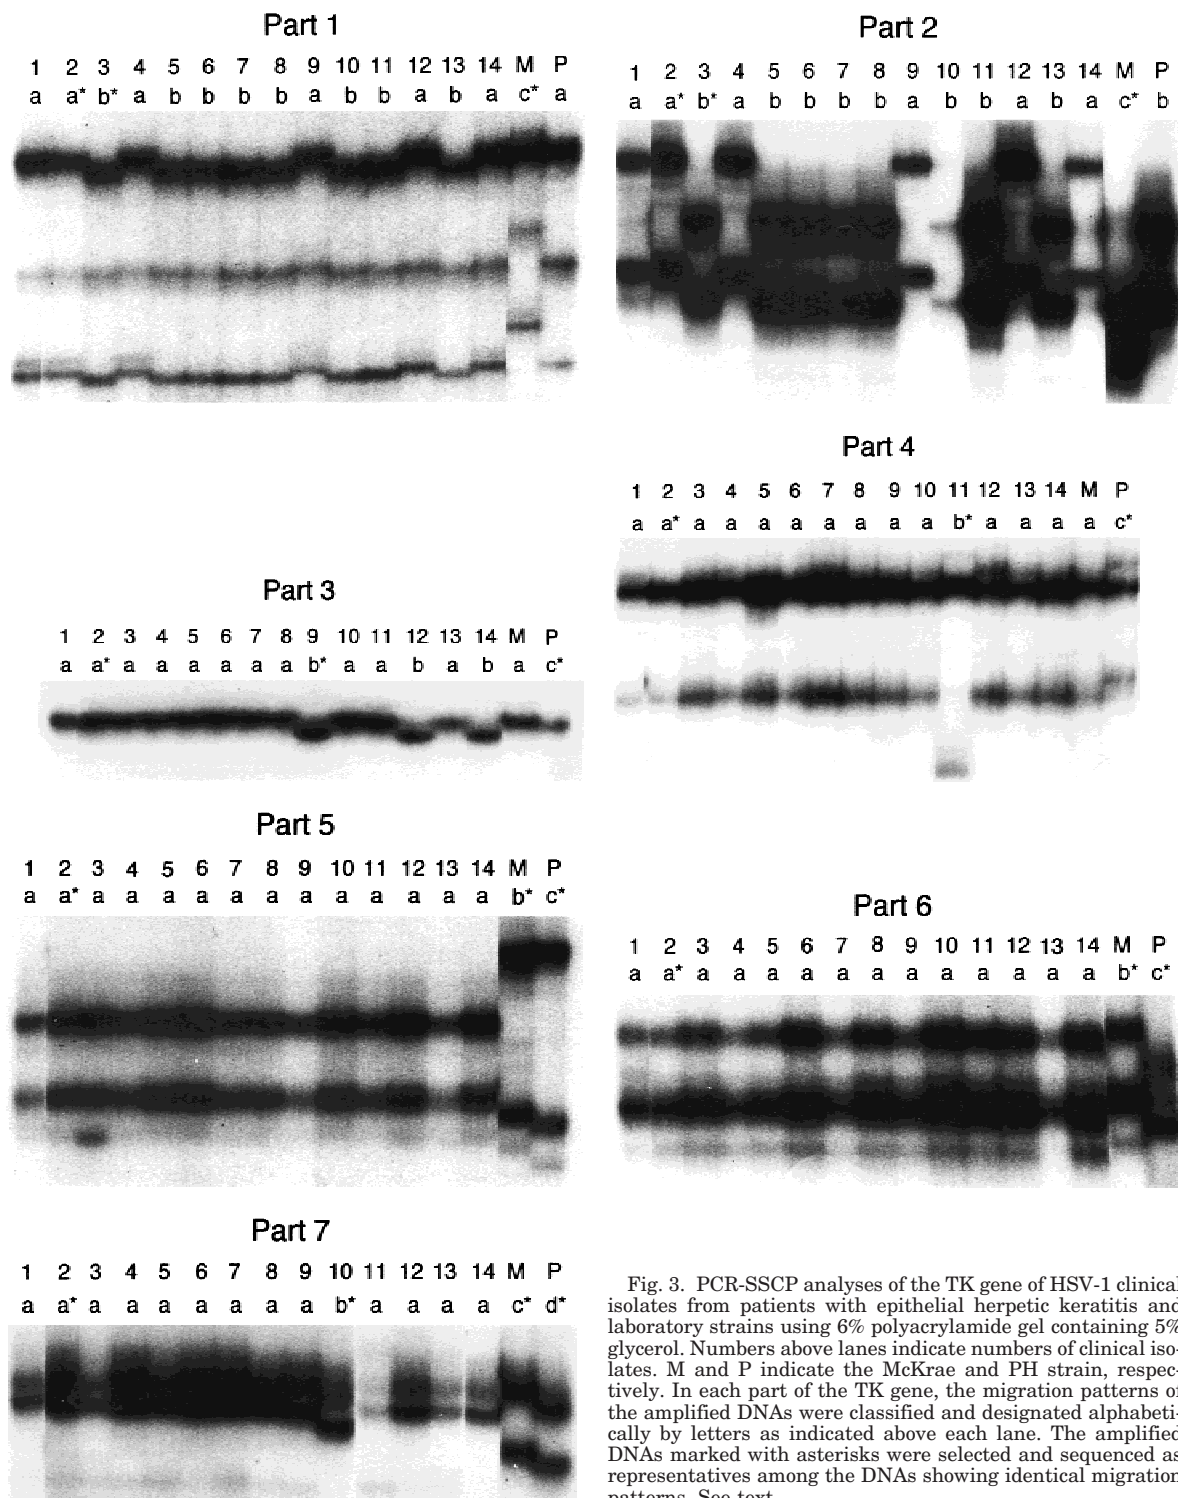 Part 1
1 2 3 4 5 6 7 8 9 10 11 12 13 14 M P
a a* b* a b b b b a b b a b a c* a
Part 2
1 2 3 4 5 6 7 8 9 10 11 12 13 14 M P
a a* b* a b b b b a b b a b a c* b
Part 3
1 2 3 4 5 6 7 8 9 10 11 12 13 14 M P
a a* a a a a a a b* a a b a b a c*
Part 4
1 2 3 4 5 6 7 8 9 10 11 12 13 14 M P
a a* a a a a a a a a b* a a a a c*
Part 5
1 2 3 4 5 6 7 8 9 10 11 12 13 14 M P
a a* a a a a a a a a a a a a b* c*
Part 6
1 2 3 4 5 6 7 8 9 10 11 12 13 14 M P
a a* a a a a a a a a a a a a b* c*
Part 7
1 2 3 4 5 6 7 8 9 10 11 12 13 14 M P
a a* a a a a a a a b* a a a a c* d*
Fig. 3. PCR-SSCP analyses of the TK gene of HSV-1 clinical
isolates from patients with epithelial herpetic keratitis and
laboratory strains using 6% polyacrylamide gel containing 5%
glycerol. Numbers above lanes indicate numbers of clinical iso-
lates. M and P indicate the McKrae and PH strain, respec-
tively. In each part of the TK gene, the migration patterns of
the amplified DNAs were classified and designated alphabeti-
cally by letters as indicated above each lane. The amplified
DNAs marked with asterisks were selected and sequenced as
representatives among the DNAs showing identical migration
patterns. See text.